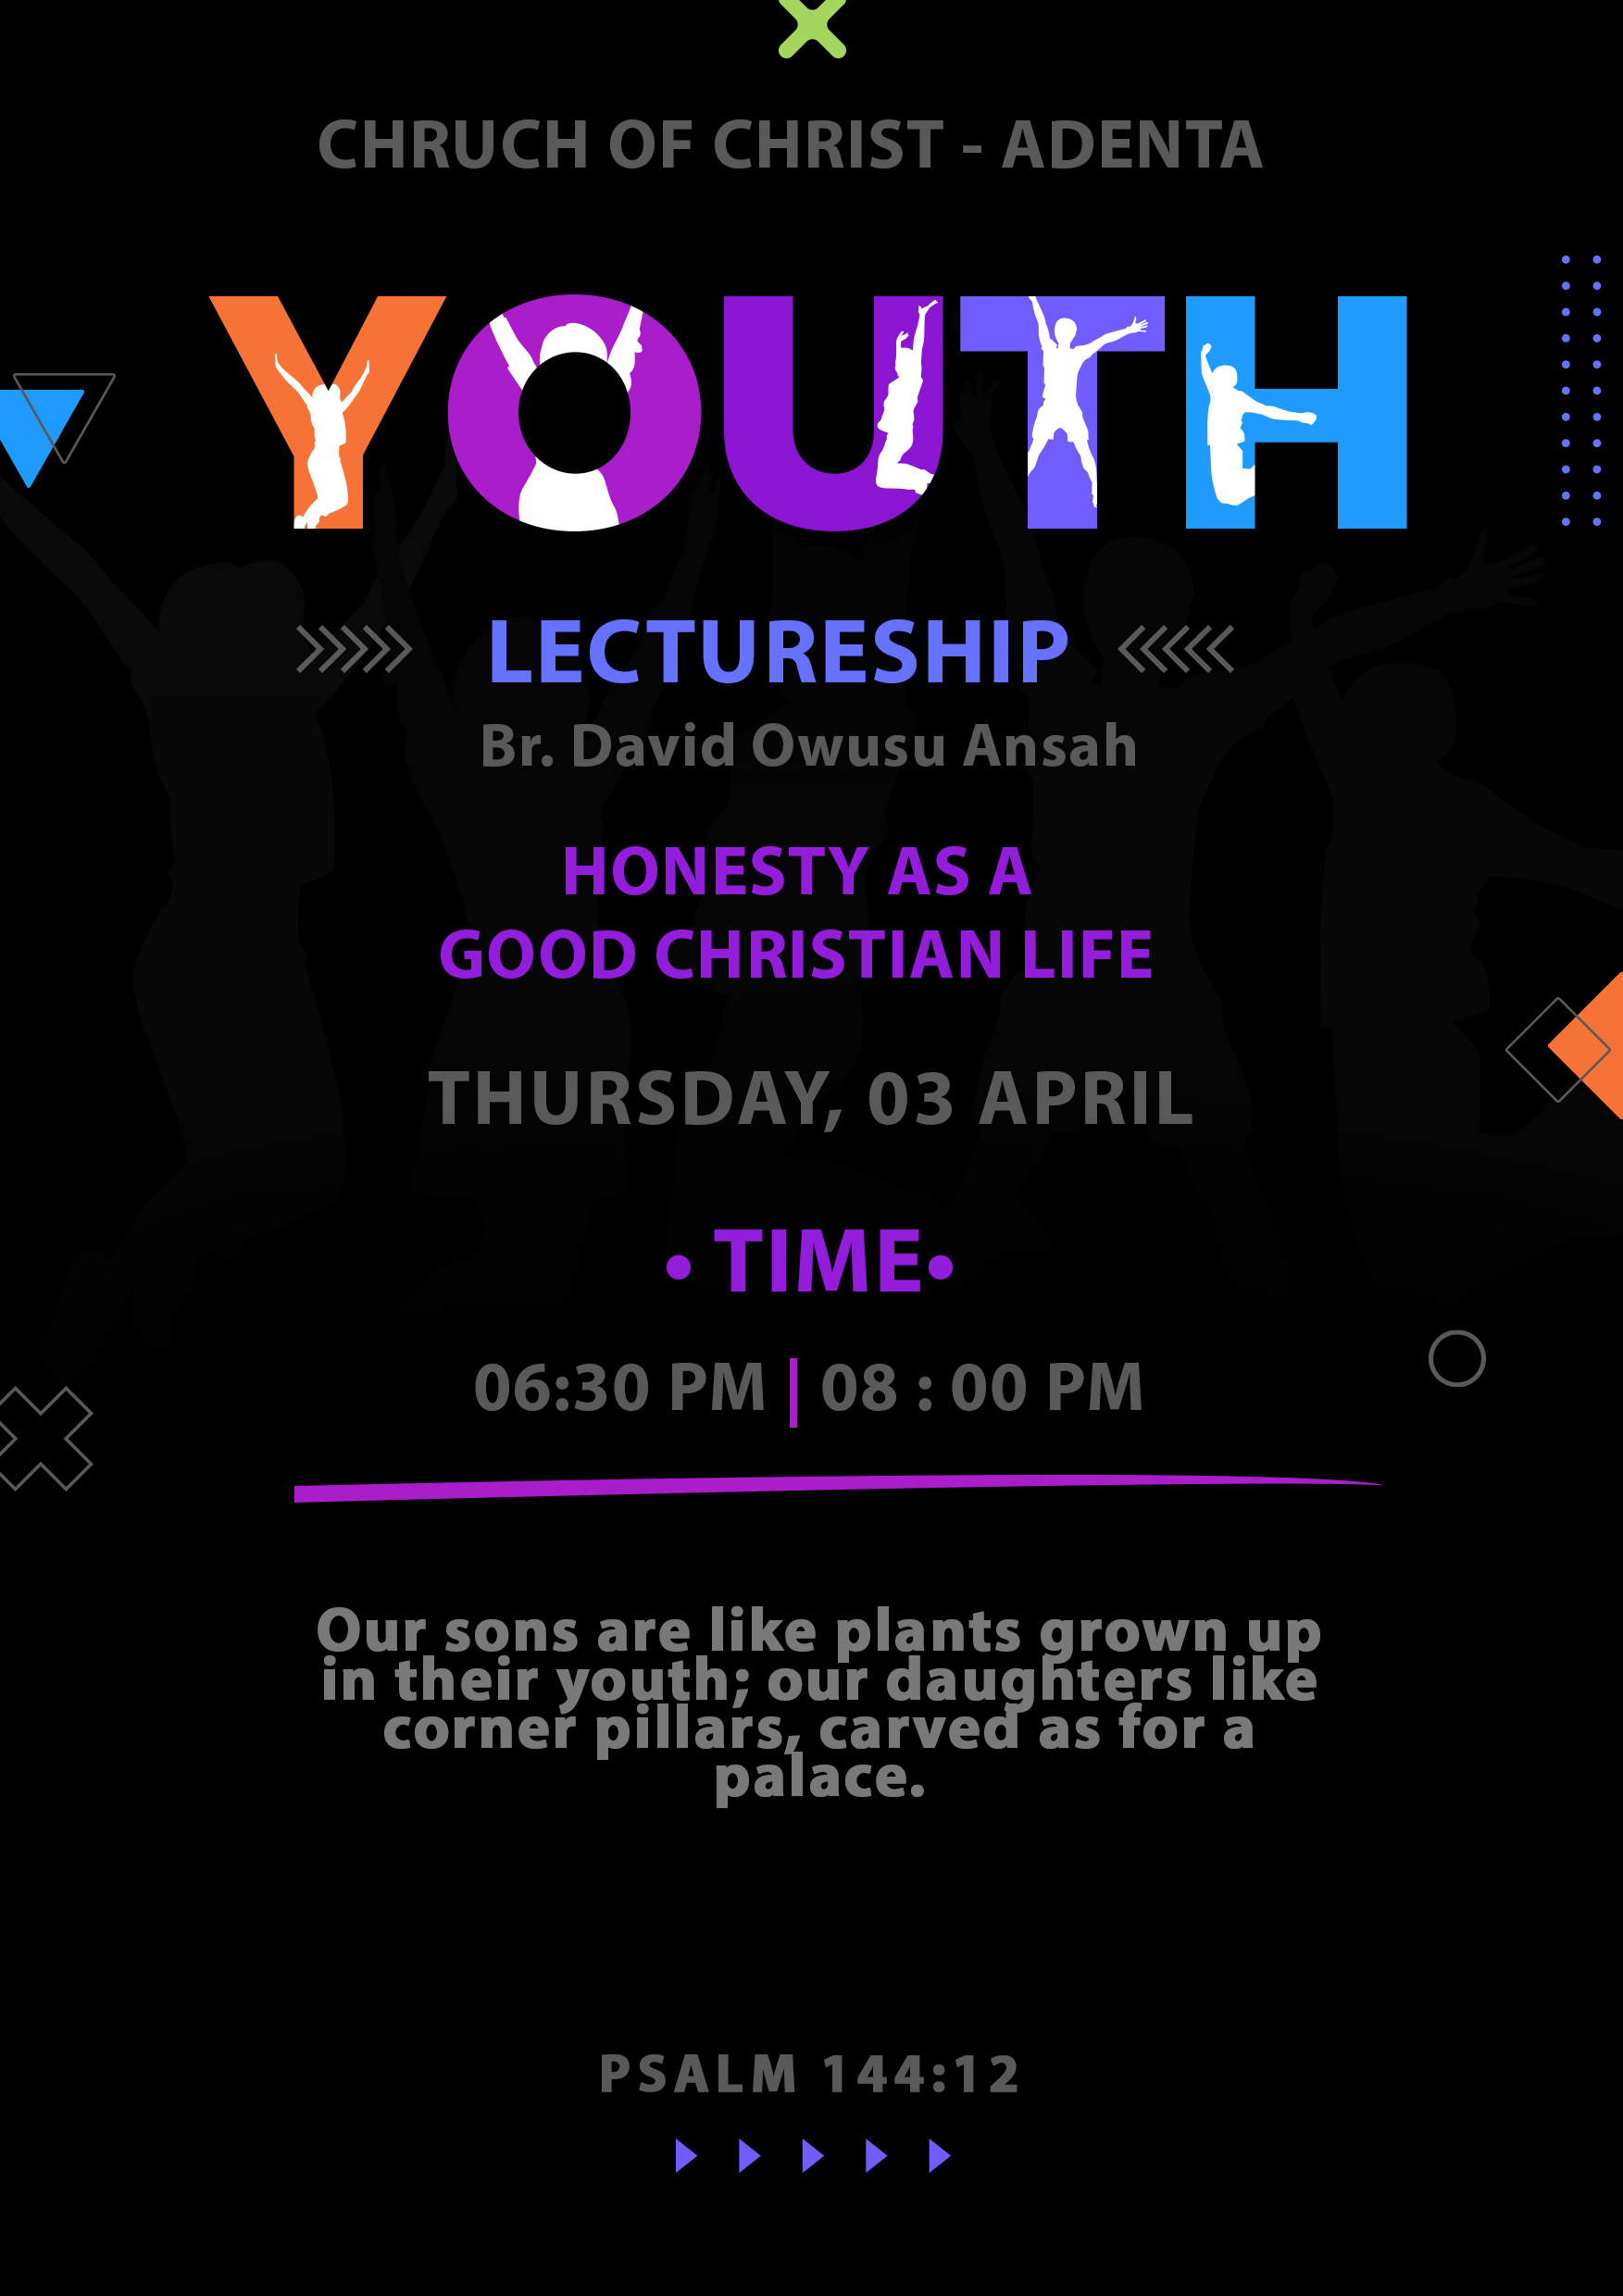 CHRUCH OF CHRIST - ADENTA
YOUTH
LECTURESHIP
Br. David Owusu Ansah
HONESTY AS A
GOOD CHRISTIAN LIFE
THURSDAY, 03 APRIL
• TIME•
06:30 PM | 08 : 00 PM
Our sons are like plants grown up
in their youth; our daughters like
corner pillars, carved as for a
palace.
PSALM 144:12